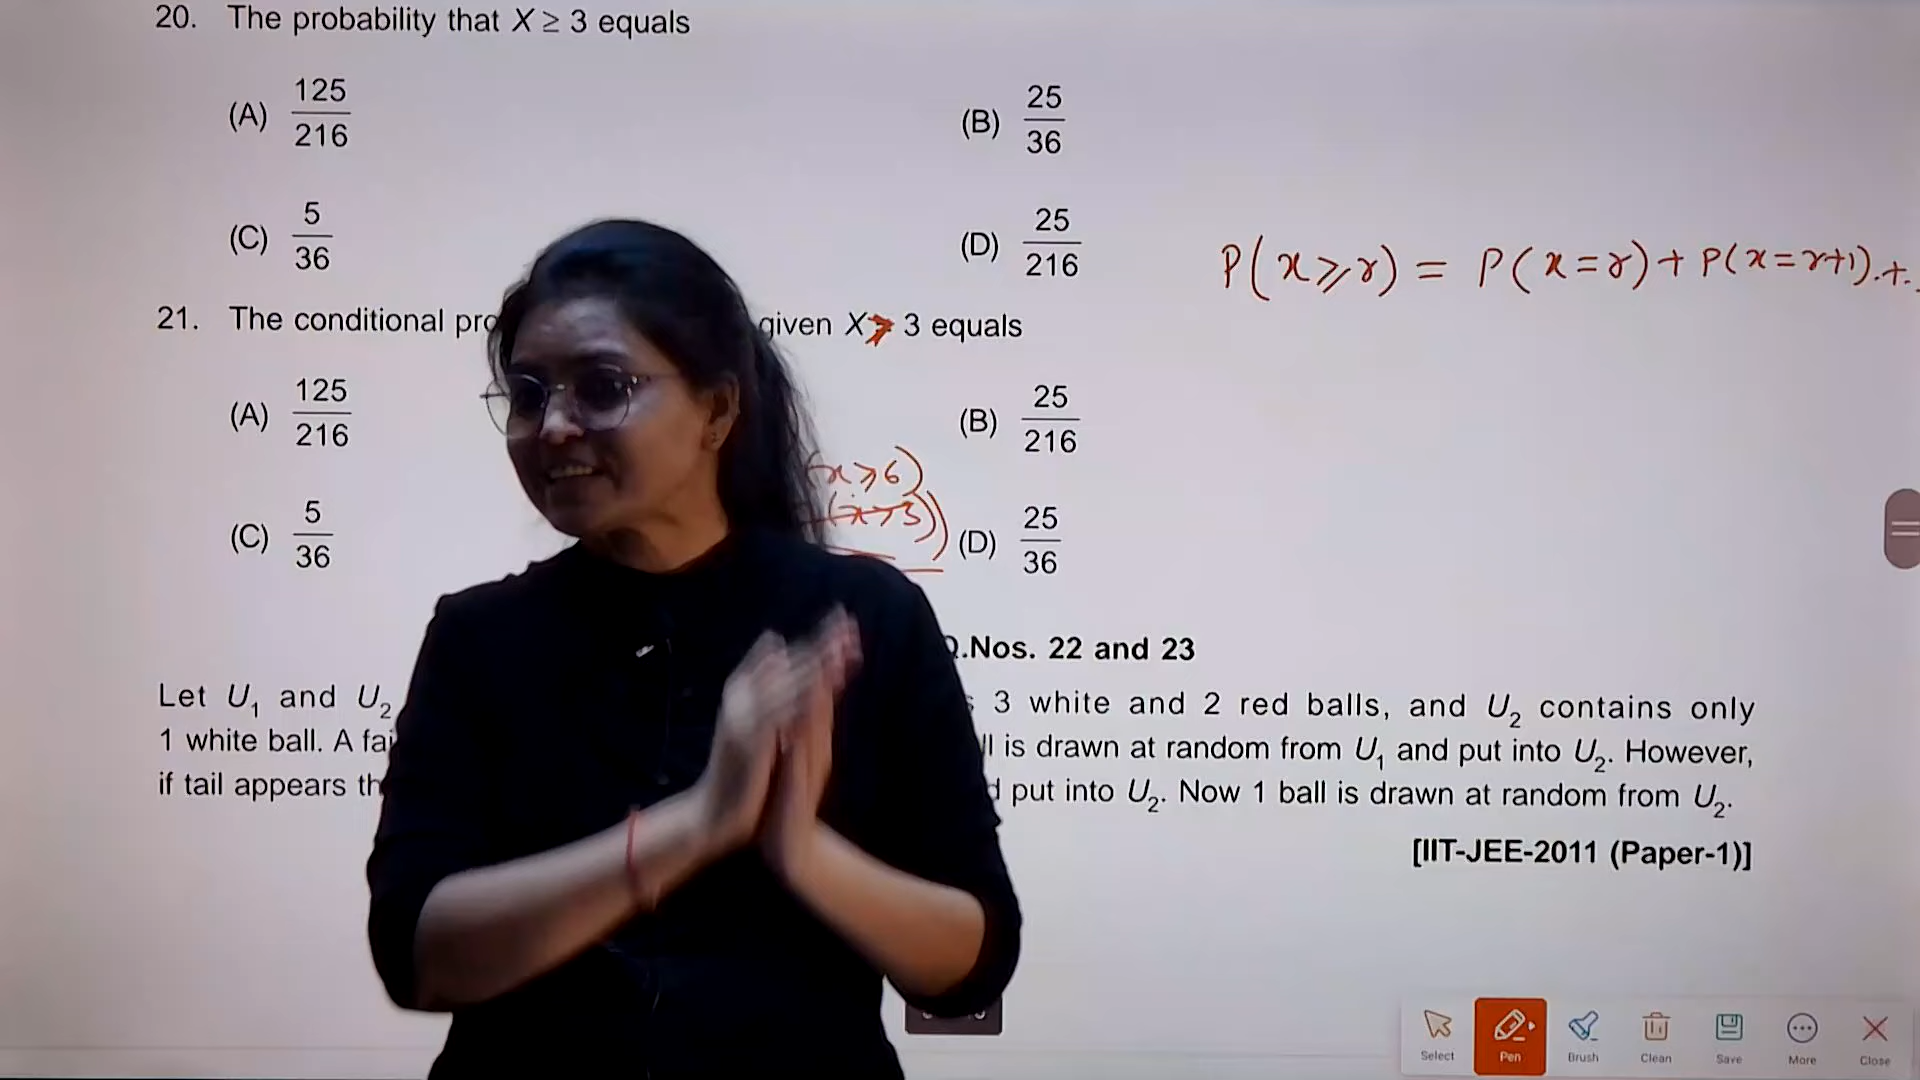 20. The probability that X ≥ 3 equals
(A) 125/216
(B) 25/36
(C) 5/36
(D) 25/216
P(x≥r) = P(x=r)+P(x=r+1).+.
21. The conditional given X > 3 equals
(A) 125/216
(B) 25/216
(x≥6)
(x>3))
(C) 5/36
(D) 25/36
Q.Nos. 22 and 23
Let U1 and U2 3 white and 2 red balls, and U2 contains only
1 white ball. A is drawn at random from U1 and put into U2. However,
if tail appears put into U2. Now 1 ball is drawn at random from U2.
[IIT-JEE-2011 (Paper-1)]
Select Pen Brush Clean Save More Close